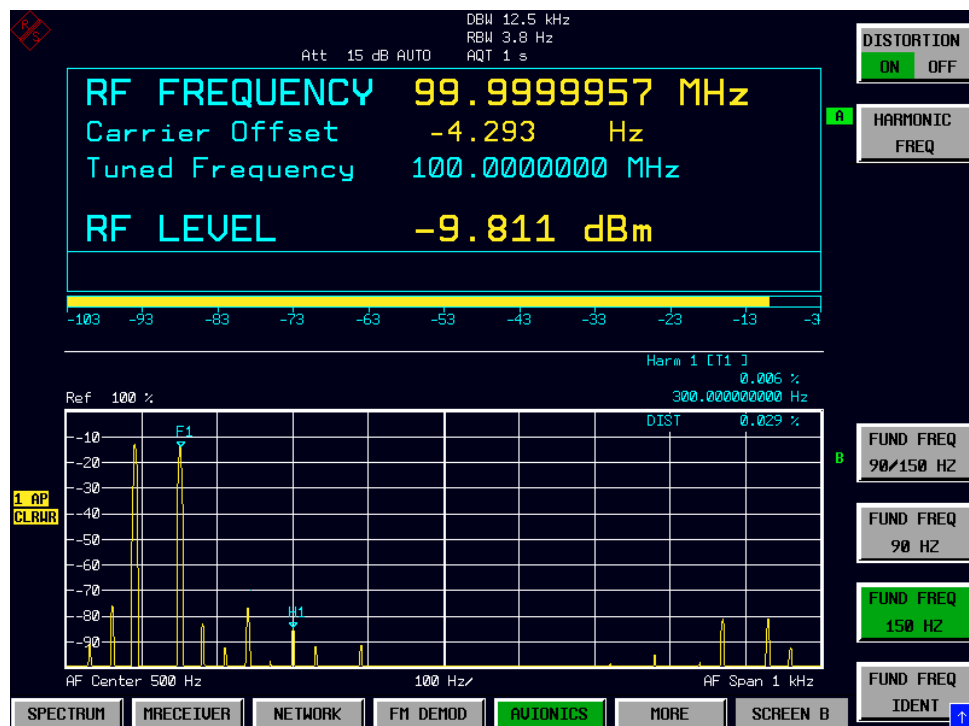 R S
DBW 12.5 kHz
RBW 3.8 Hz
Att 15 dB AUTO AQT 1 s
RF FREQUENCY 99.9999957 MHz
Carrier Offset -4.293 Hz
Tuned Frequency 100.0000000 MHz
RF LEVEL -9.811 dBm
-103 -93 -83 -73 -63 -53 -43 -33 -23 -13 -3
A
Harm 1 [T1 ]
0.006 %
Ref 100 % 300.000000000 Hz
DIST 0.029 %
F1
-10
-20
-30
-40
-50
-60
-70
-80
-90
H1
1 AP
CLRWR
B
AF Center 500 Hz 100 Hz/ AF Span 1 kHz
DISTORTION
ON OFF
HARMONIC
FREQ
FUND FREQ
90/150 HZ
FUND FREQ
90 HZ
FUND FREQ
150 HZ
FUND FREQ
IDENT
SPECTRUM MRECEIVER NETWORK FM DEMOD AVIONICS MORE SCREEN B